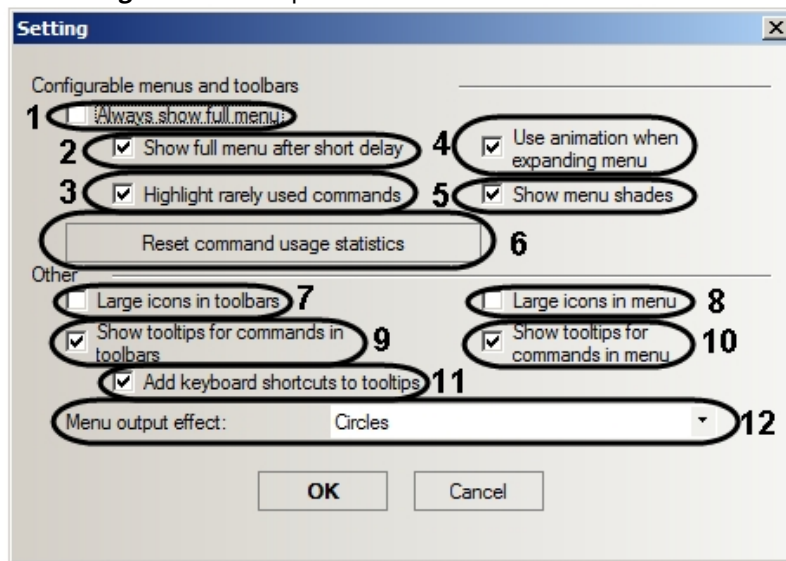 Setting
Configurable menus and toolbars
1 Always show full menu
2 Show full menu after short delay
4 Use animation when
expanding menu
3 Highlight rarely used commands
5 Show menu shades
Reset command usage statistics 6
Other
Large icons in toolbars 7
Large icons in menu 8
Show tooltips for commands in
toolbars 9
Show tooltips for
commands in menu 10
Add keyboard shortcuts to tooltips 11
Menu output effect: Circles 12
OK Cancel